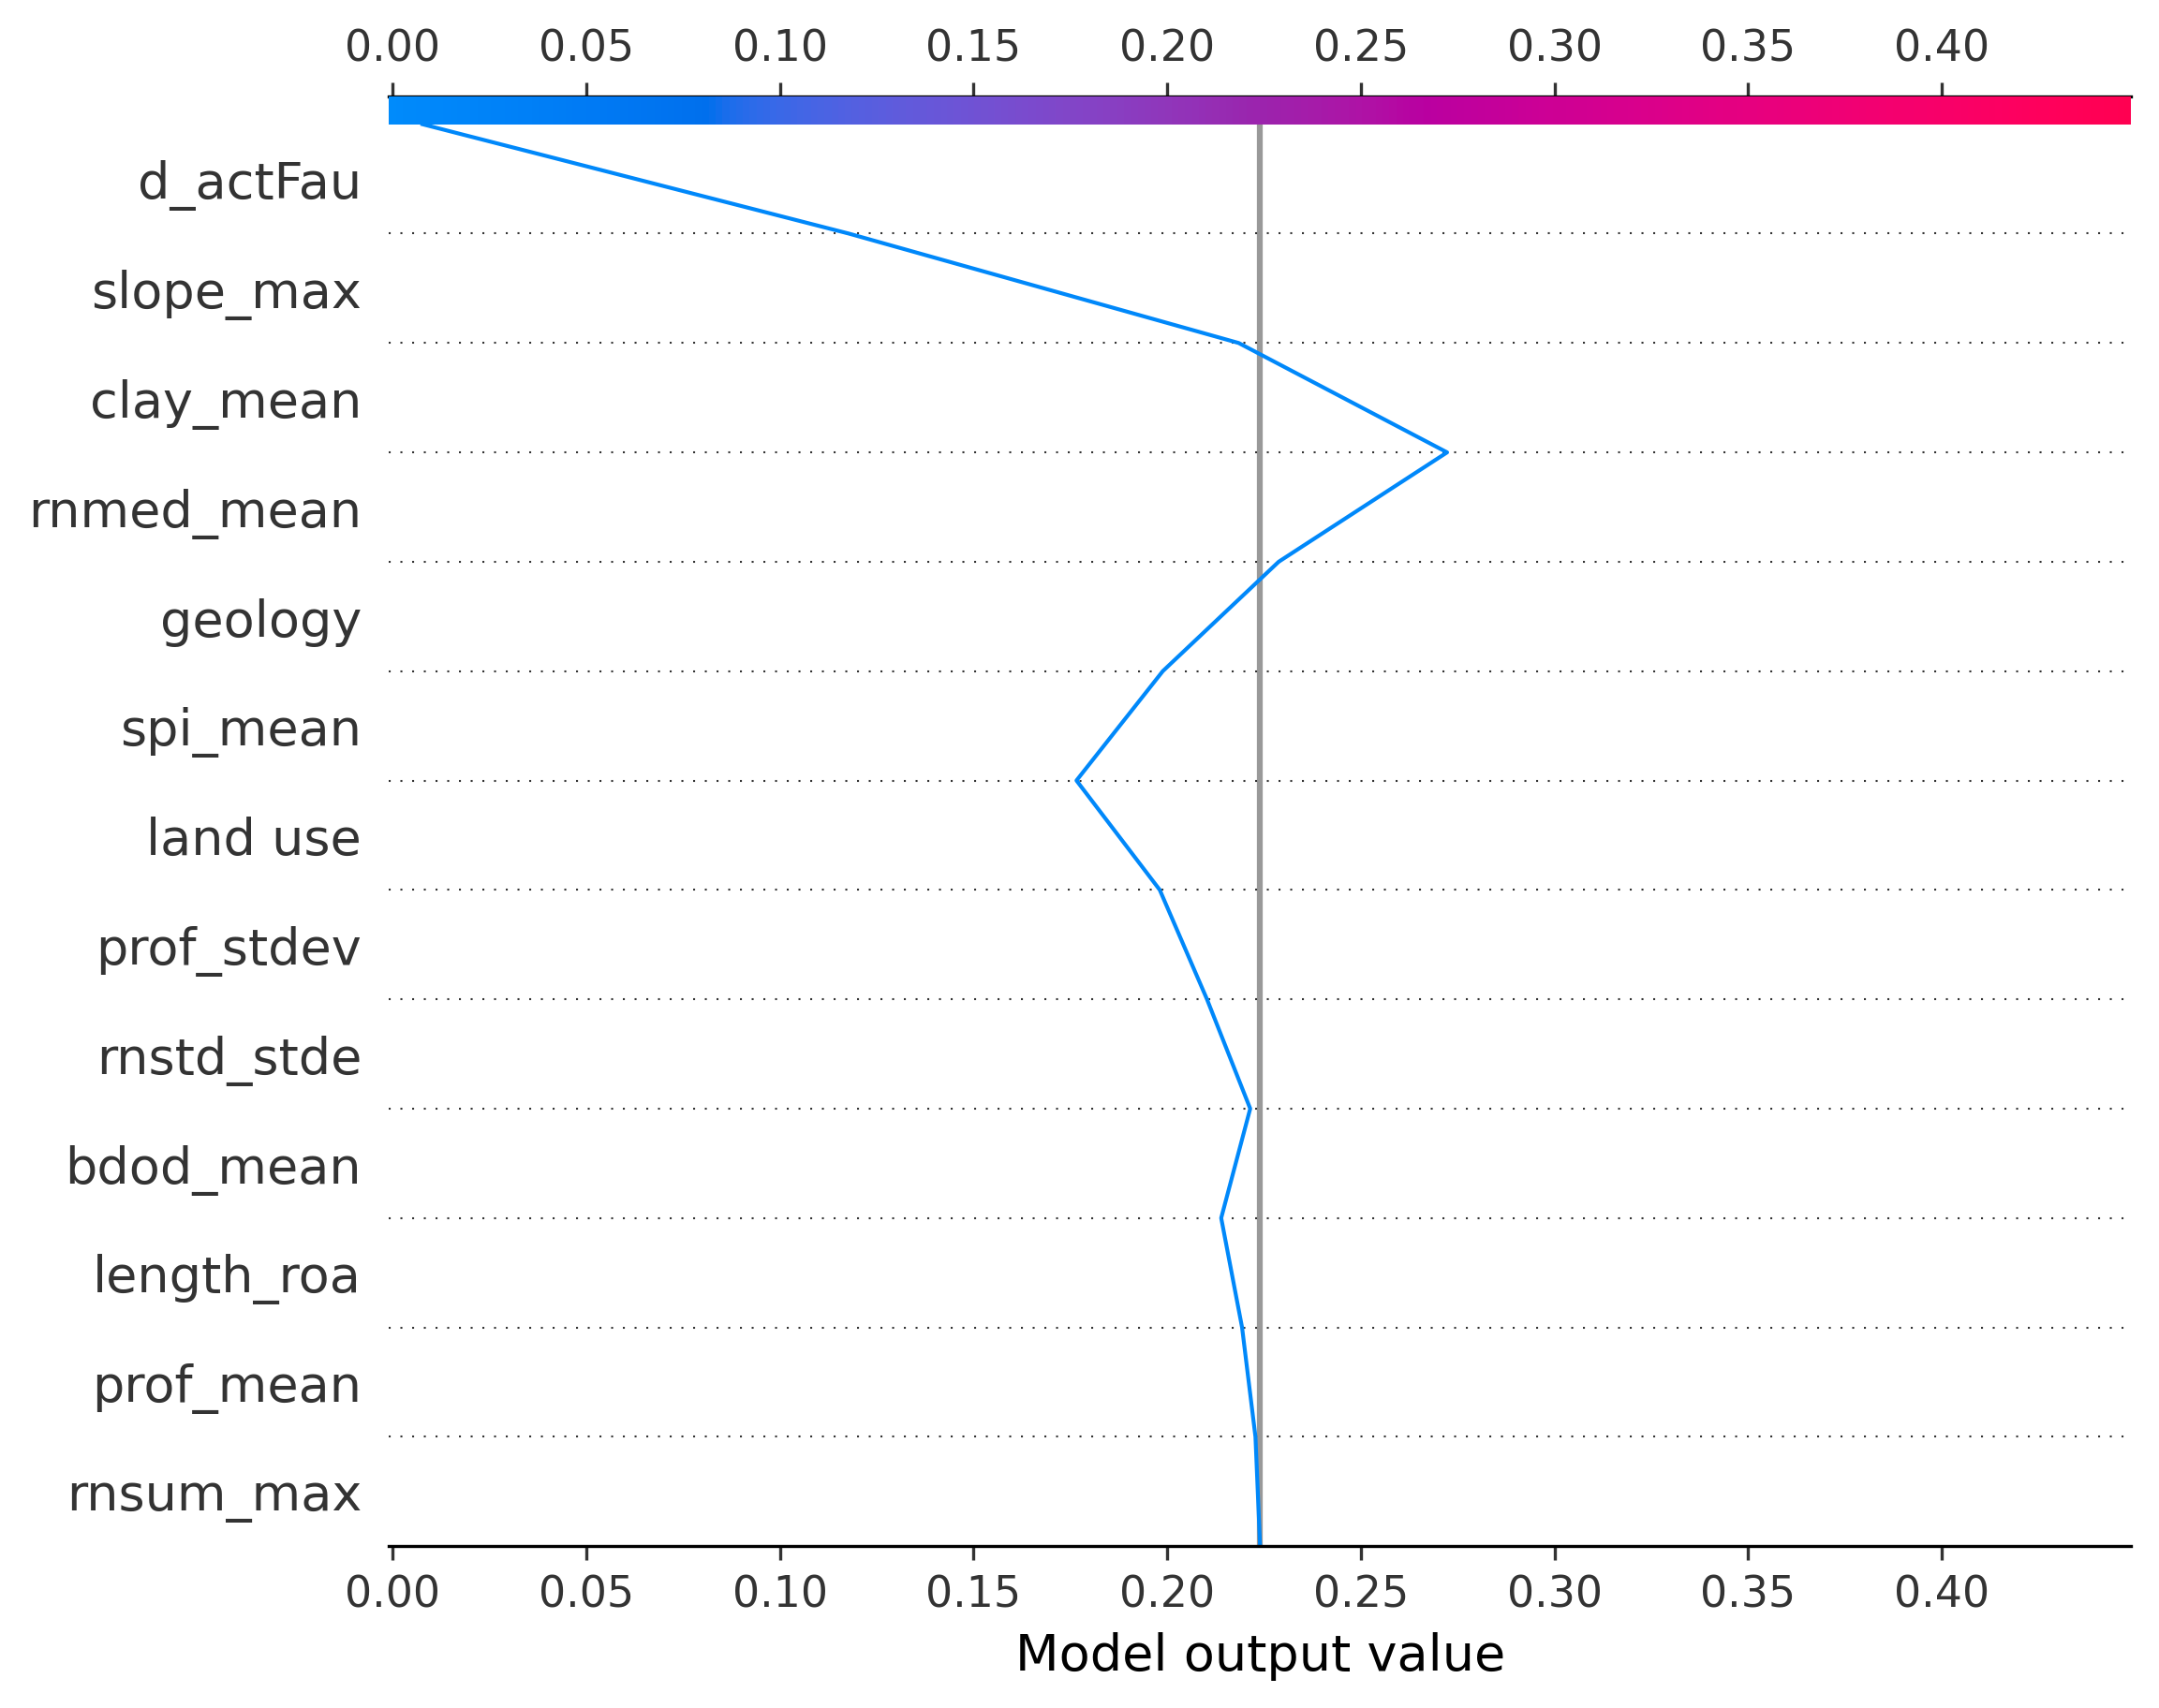 0.00 0.05 0.10 0.15 0.20 0.25 0.30 0.35 0.40
d_actFau
slope_max
clay_mean
rnmed_mean
geology
spi_mean
land use
prof_stdev
rnstd_stde
bdod_mean
length_roa
prof_mean
rnsum_max
0.00 0.05 0.10 0.15 0.20 0.25 0.30 0.35 0.40
Model output value